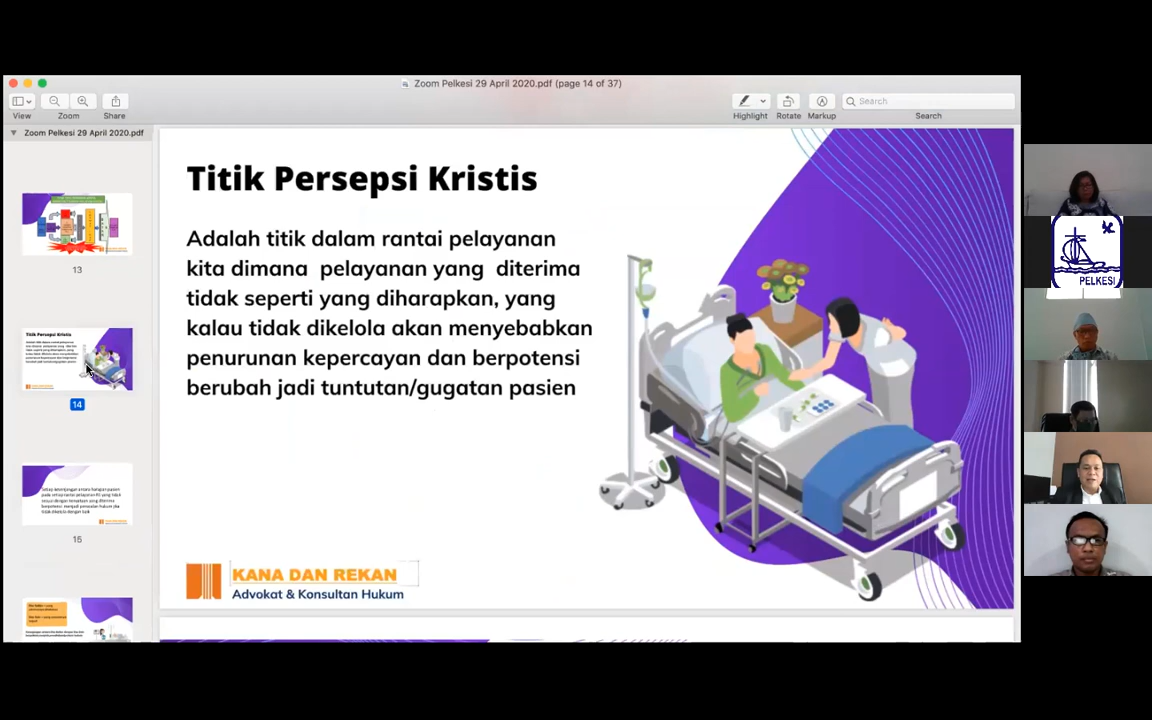 Zoom Pelkesi 29 April 2020.pdf (page 14 of 37)
View
Zoom
Share
Highlight
Rotate
Markup
Search
Search
Zoom Pelkesi 29 April 2020.pdf
13
Titik Persepsi Kristis
14
15
Titik Persepsi Kristis
Adalah titik dalam rantai pelayanan
kita dimana pelayanan yang diterima
tidak seperti yang diharapkan, yang
kalau tidak dikelola akan menyebabkan
penurunan kepercayan dan berpotensi
berubah jadi tuntutan/gugatan pasien
KANA DAN REKAN
Advokat & Konsultan Hukum
PELKESI